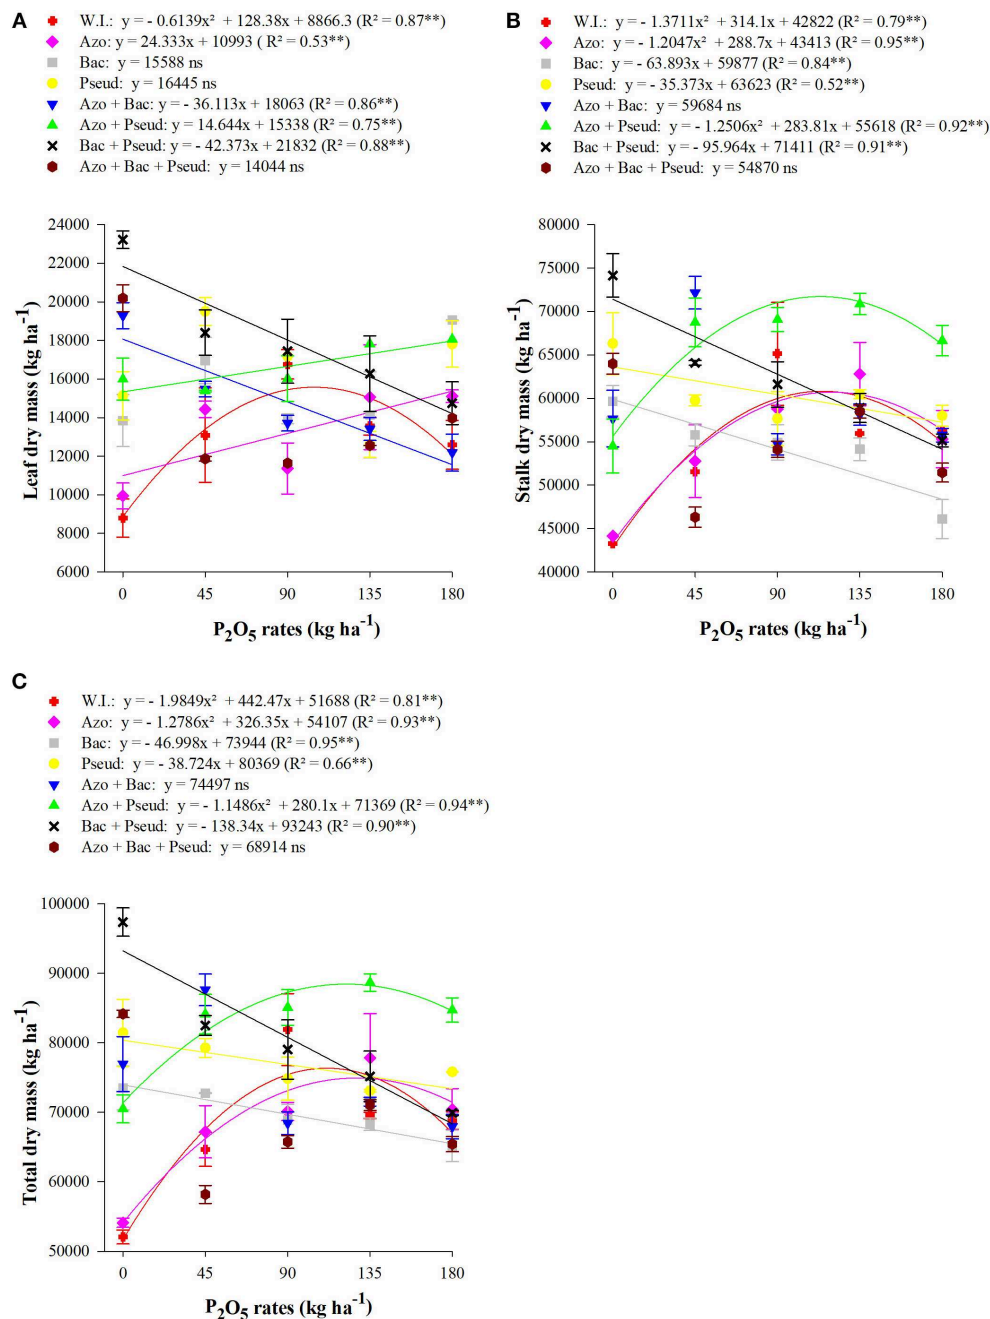 A
W.I.: y = - 0.6139x² + 128.38x + 8866.3 (R² = 0.87**)
Azo: y = 24.333x + 10993 ( R² = 0.53**)
Bac: y = 15588 ns
Pseud: y = 16445 ns
Azo + Bac: y = - 36.113x + 18063 (R² = 0.86**)
Azo + Pseud: y = 14.644x + 15338 (R² = 0.75**)
Bac + Pseud: y = - 42.373x + 21832 (R² = 0.88**)
Azo + Bac + Pseud: y = 14044 ns
Leaf dry mass (kg ha⁻¹)
24000
22000
20000
18000
16000
14000
12000
10000
8000
6000
0 45 90 135 180
P₂O₅ rates (kg ha⁻¹)
B
W.I.: y = - 1.3711x² + 314.1x + 42822 (R² = 0.79**)
Azo: y = - 1.2047x² + 288.7x + 43413 (R² = 0.95**)
Bac: y = -63.893x + 59877 (R² = 0.84**)
Pseud: y = -35.373x + 63623 (R² = 0.52**)
Azo + Bac: y = 59684 ns
Azo + Pseud: y = -1.2506x² + 283.81x + 55618 (R² = 0.92**)
Bac + Pseud: y = -95.964x + 71411 (R² = 0.91**)
Azo + Bac + Pseud: y = 54870 ns
Stalk dry mass (kg ha⁻¹)
80000
75000
70000
65000
60000
55000
50000
45000
40000
0 45 90 135 180
P₂O₅ rates (kg ha⁻¹)
C
W.I.: y = - 1.9849x² + 442.47x + 51688 (R² = 0.81**)
Azo: y = - 1.2786x² + 326.35x + 54107 (R² = 0.93**)
Bac: y = -46.998x + 73944 (R² = 0.95**)
Pseud: y = -38.724x + 80369 (R² = 0.66**)
Azo + Bac: y = 74497 ns
Azo + Pseud: y = -1.1486x² + 280.1x + 71369 (R² = 0.94**)
Bac + Pseud: y = -138.34x + 93243 (R² = 0.90**)
Azo + Bac + Pseud: y = 68914 ns
Total dry mass (kg ha⁻¹)
100000
90000
80000
70000
60000
50000
0 45 90 135 180
P₂O₅ rates (kg ha⁻¹)